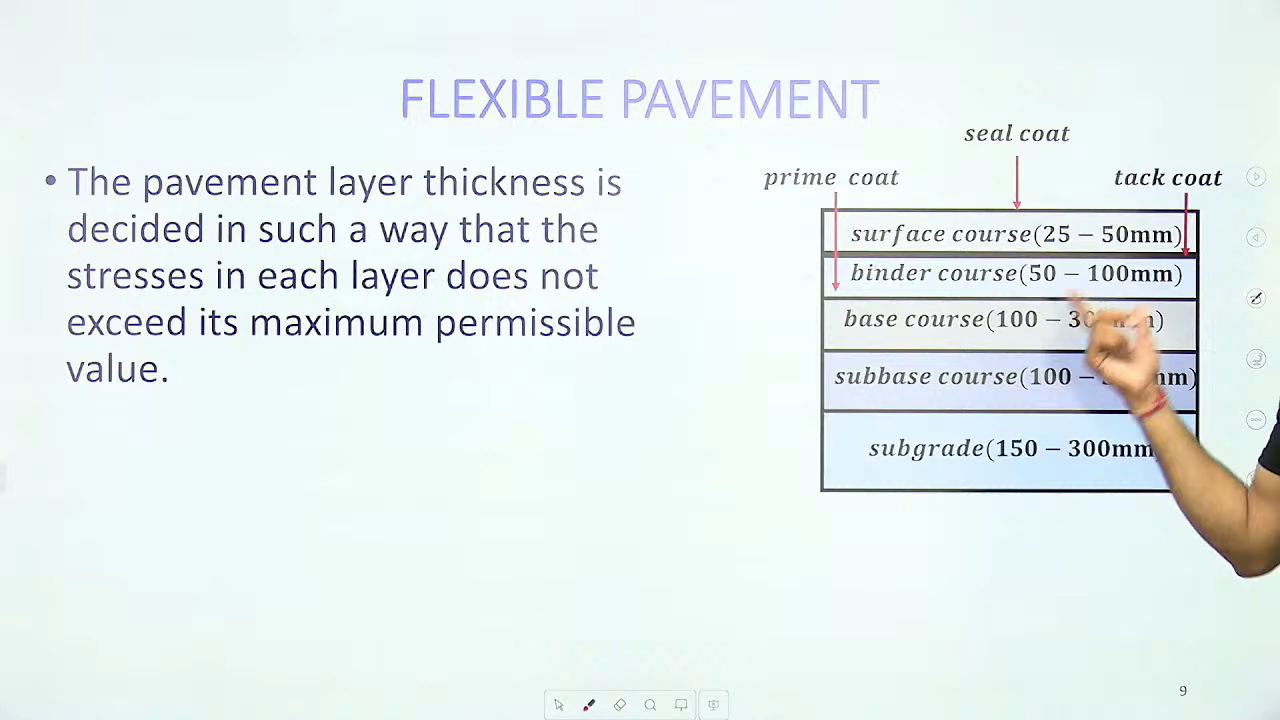 FLEXIBLE PAVEMENT
• The pavement layer thickness is
decided in such a way that the
stresses in each layer does not
exceed its maximum permissible
value.
seal coat
prime coat
tack coat
surface course(25 − 50mm)
binder course(50 − 100mm)
base course(100 −
subbase course(100 −
subgrade(150 − 300mm
9